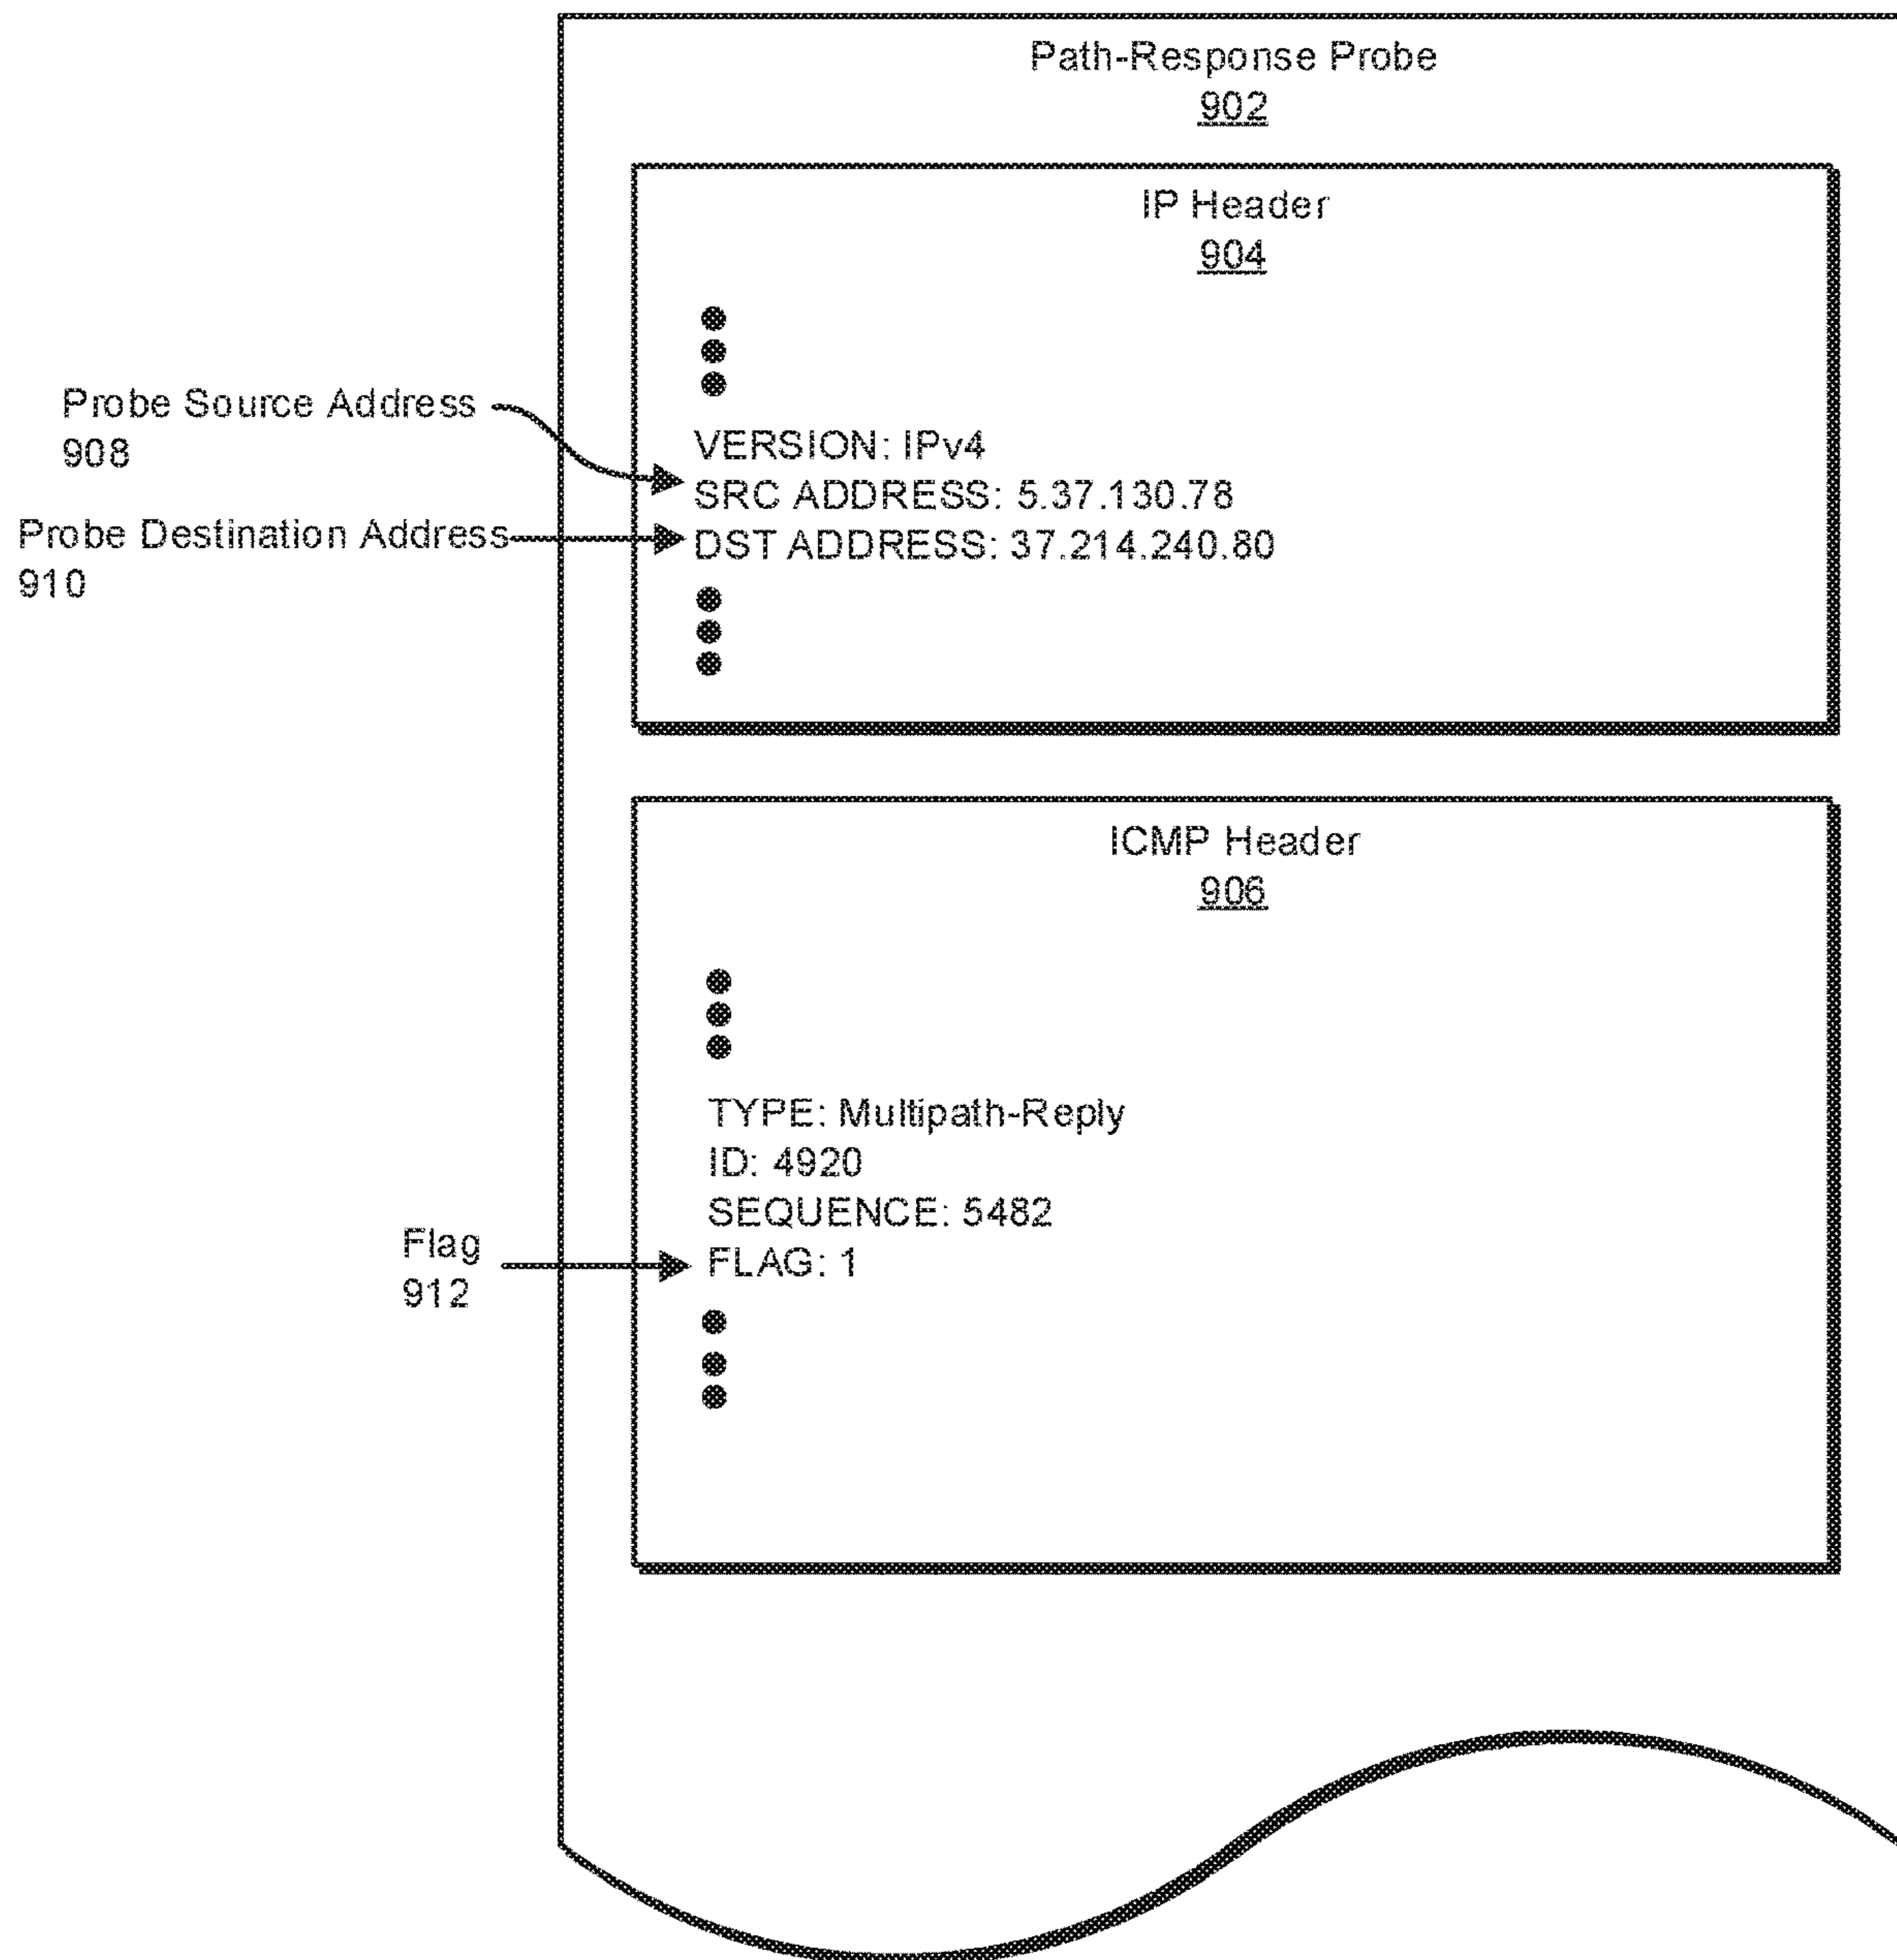 Path-Response Probe
902
IP Header
904
Probe Source Address
908
VERSION: IPv4
SRC ADDRESS: 5.37.130.78
Probe Destination Address
910
DST ADDRESS: 37.214.240.80
ICMP Header
906
TYPE: Multipath-Reply
ID: 4920
SEQUENCE: 5482
Flag
912
FLAG: 1